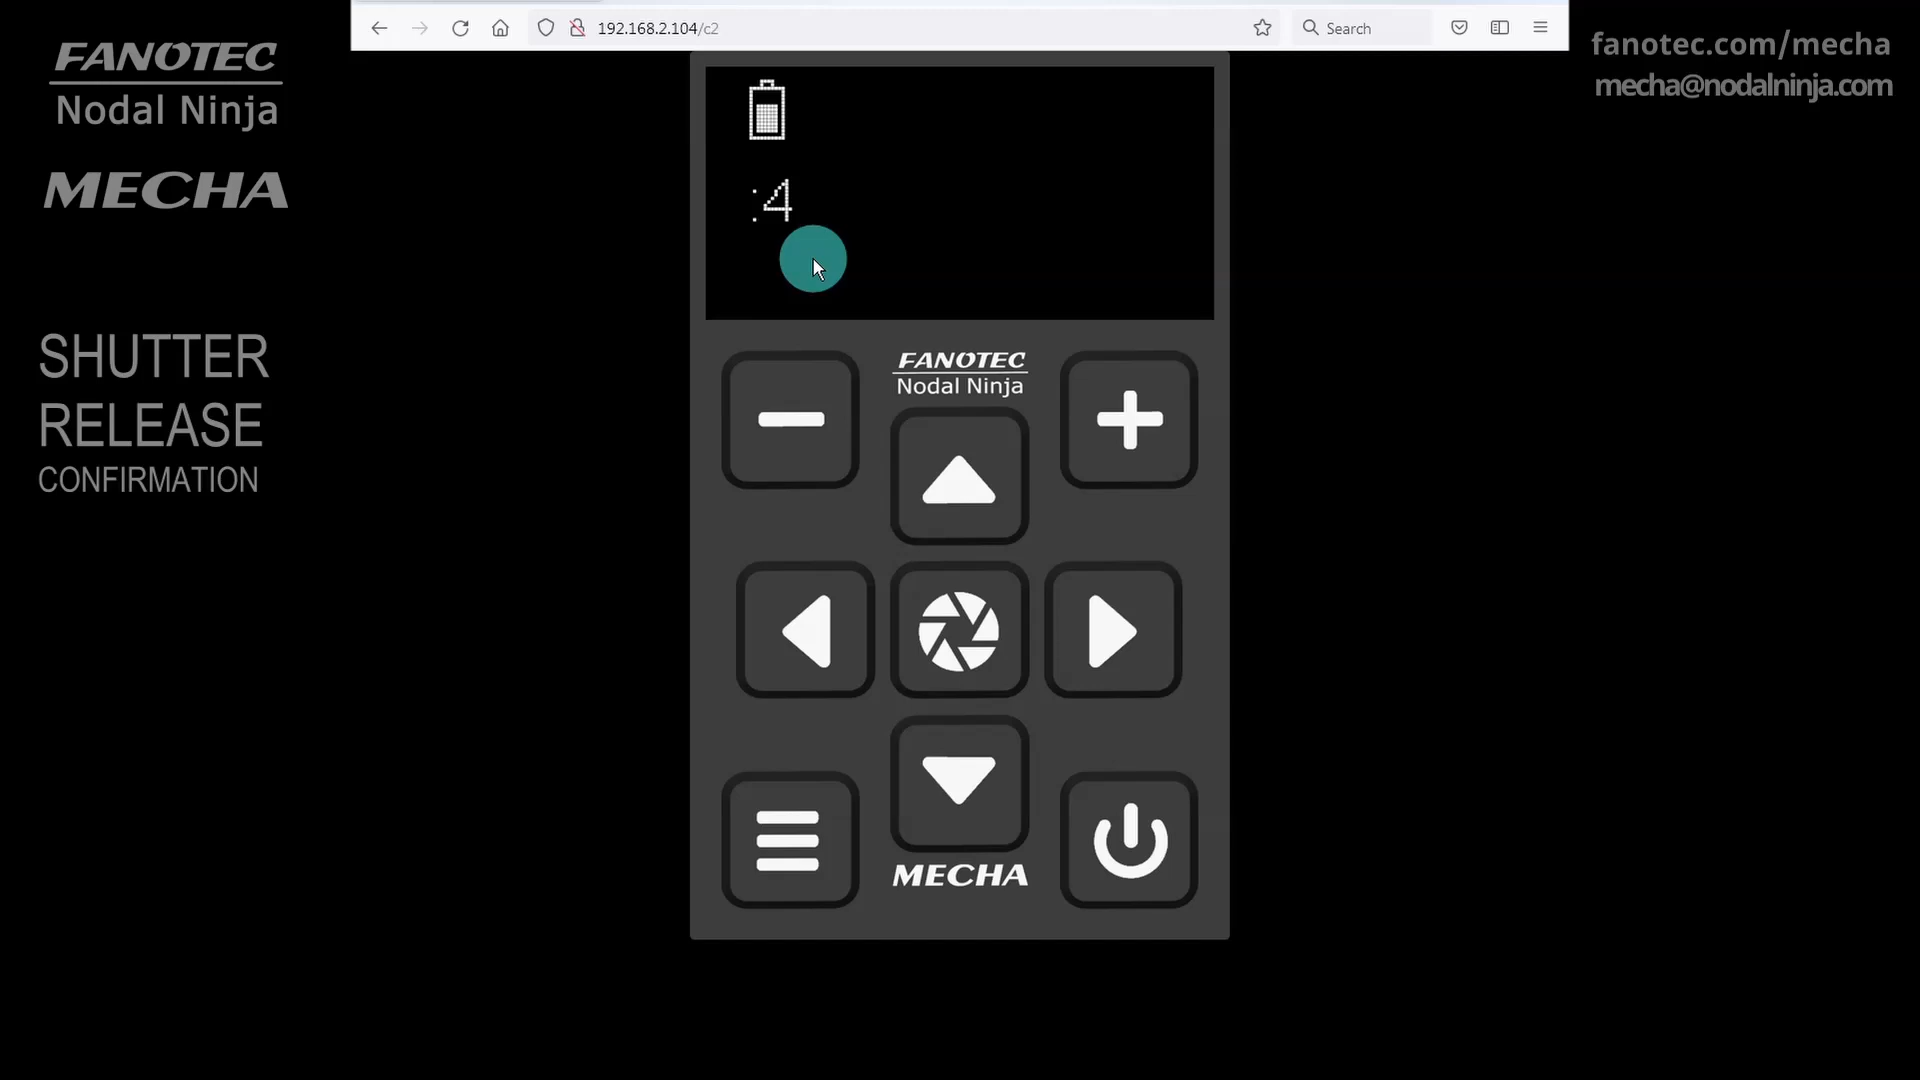 FANOTEC
Nodal Ninja
MECHA
SHUTTER
RELEASE
CONFIRMATION
192.168.2.104/c2
Search
fanotec.com/mecha
mecha@nodalninja.com
:4
FANOTEC
Nodal Ninja
MECHA